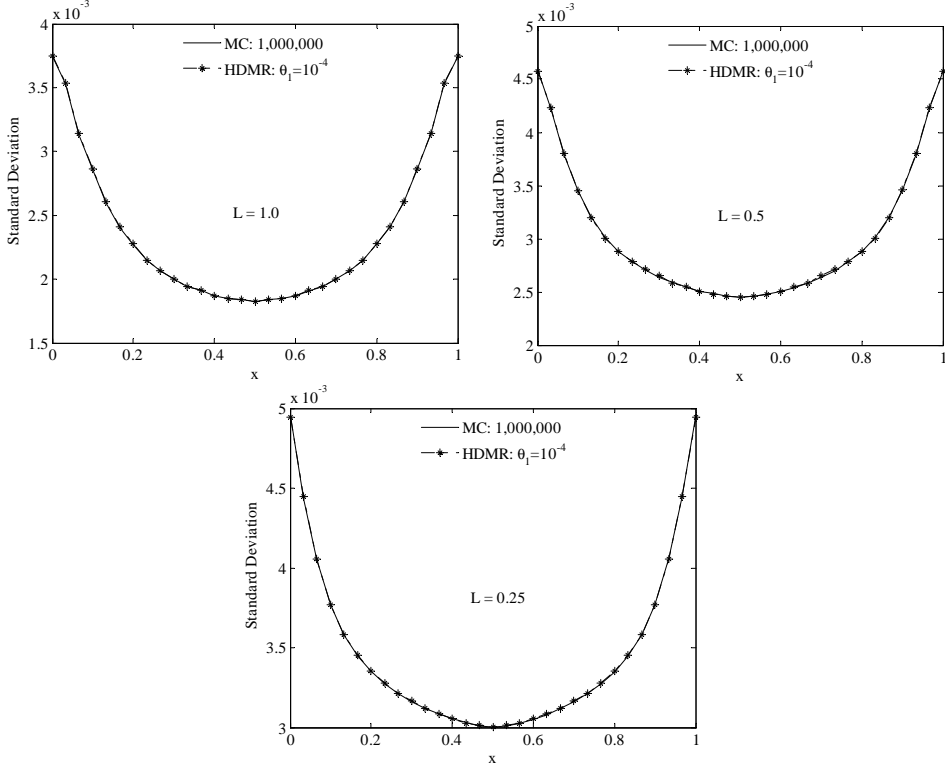 x 10^-3
4
3.5
3
2.5
2
1.5
Standard Deviation
MC: 1,000,000
HDMR: θ1=10^-4
L = 1.0
0 0.2 0.4 0.6 0.8 1
x
x 10^-3
5
4.5
4
3.5
3
2.5
2
Standard Deviation
MC: 1,000,000
HDMR: θ1=10^-4
L = 0.5
0 0.2 0.4 0.6 0.8 1
x
x 10^-3
5
4.5
4
3.5
3
Standard Deviation
MC: 1,000,000
HDMR: θ1=10^-4
L = 0.25
0 0.2 0.4 0.6 0.8 1
x